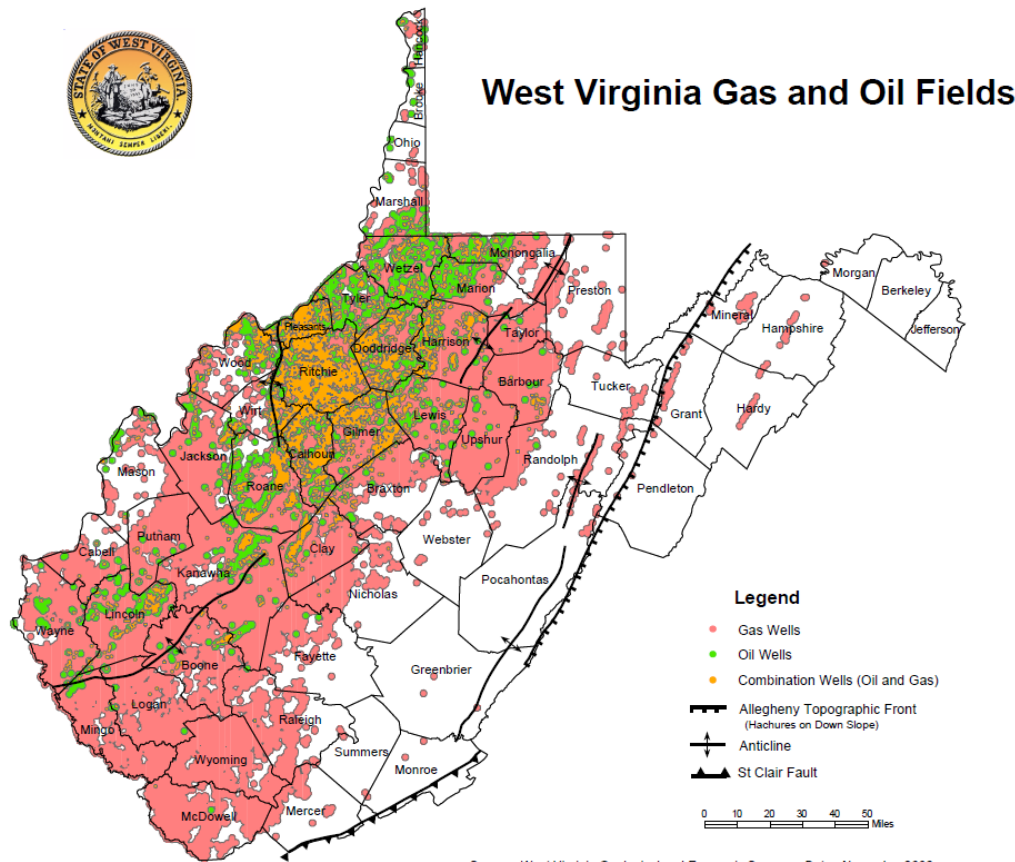 STATE OF WEST VIRGINIA
MONTANI SEMPER LIBERI.
West Virginia Gas and Oil Fields
Hancock
Brooke
Ohio
Marshall
Wetzel
Monongalia
Marion
Preston
Morgan
Berkeley
Jefferson
Mineral
Hampshire
Tyler
Pleasants
Doddridge
Harrison
Taylor
Wood
Ritchie
Barbour
Tucker
Grant
Hardy
Wirt
Lewis
Gilmer
Upshur
Randolph
Jackson
Calhoun
Mason
Roane
Braxton
Pendleton
Putnam
Clay
Webster
Cabell
Kanawha
Pocahontas
Nicholas
Lincoln
Wayne
Boone
Fayette
Greenbrier
Logan
Mingo
Raleigh
Summers
Wyoming
Monroe
McDowell
Mercer
Legend
Gas Wells
Oil Wells
Combination Wells (Oil and Gas)
Allegheny Topographic Front
(Hachures on Down Slope)
Anticline
St Clair Fault
0 10 20 30 40 50
Miles